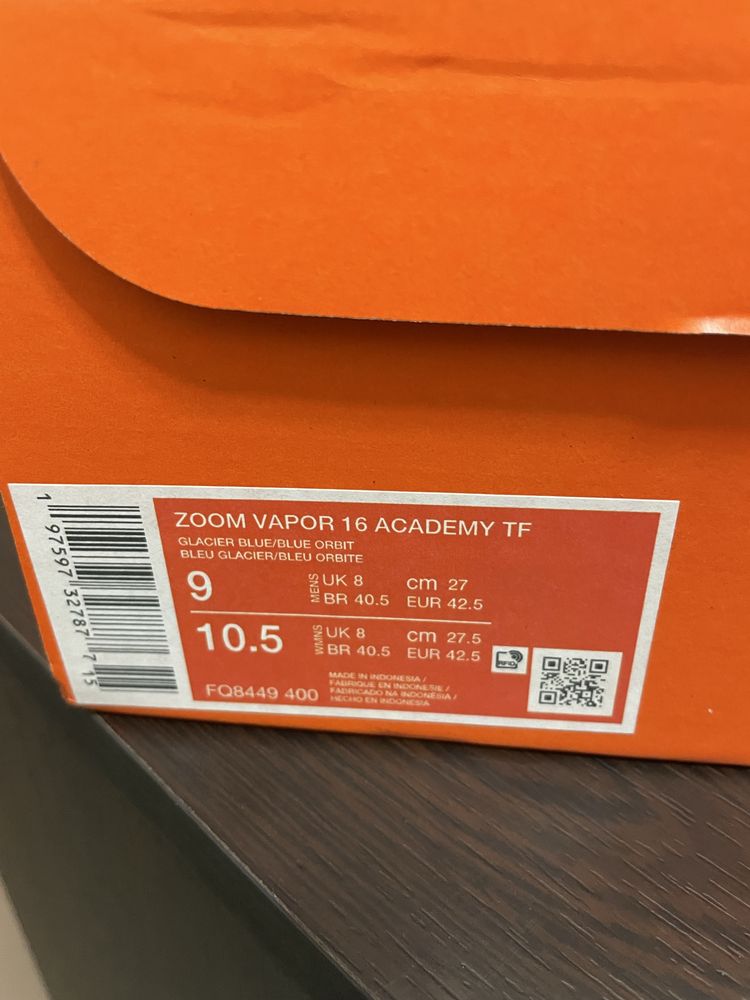 ZOOM VAPOR 16 ACADEMY TF
GLACIER BLUE/BLUE ORBIT
BLEU GLACIER/BLEU ORBITE
9
MENS
UK 8 cm 27
BR 40.5 EUR 42.5
10.5
WMNS
UK 8 cm 27.5
BR 40.5 EUR 42.5
RFID
FQ8449 400
MADE IN INDONESIA /
FABRIQUE EN INDONESIE /
FABRICADO NA INDONÉSIA /
HECHO EN INDONESIA
1 97597 32787 7 15